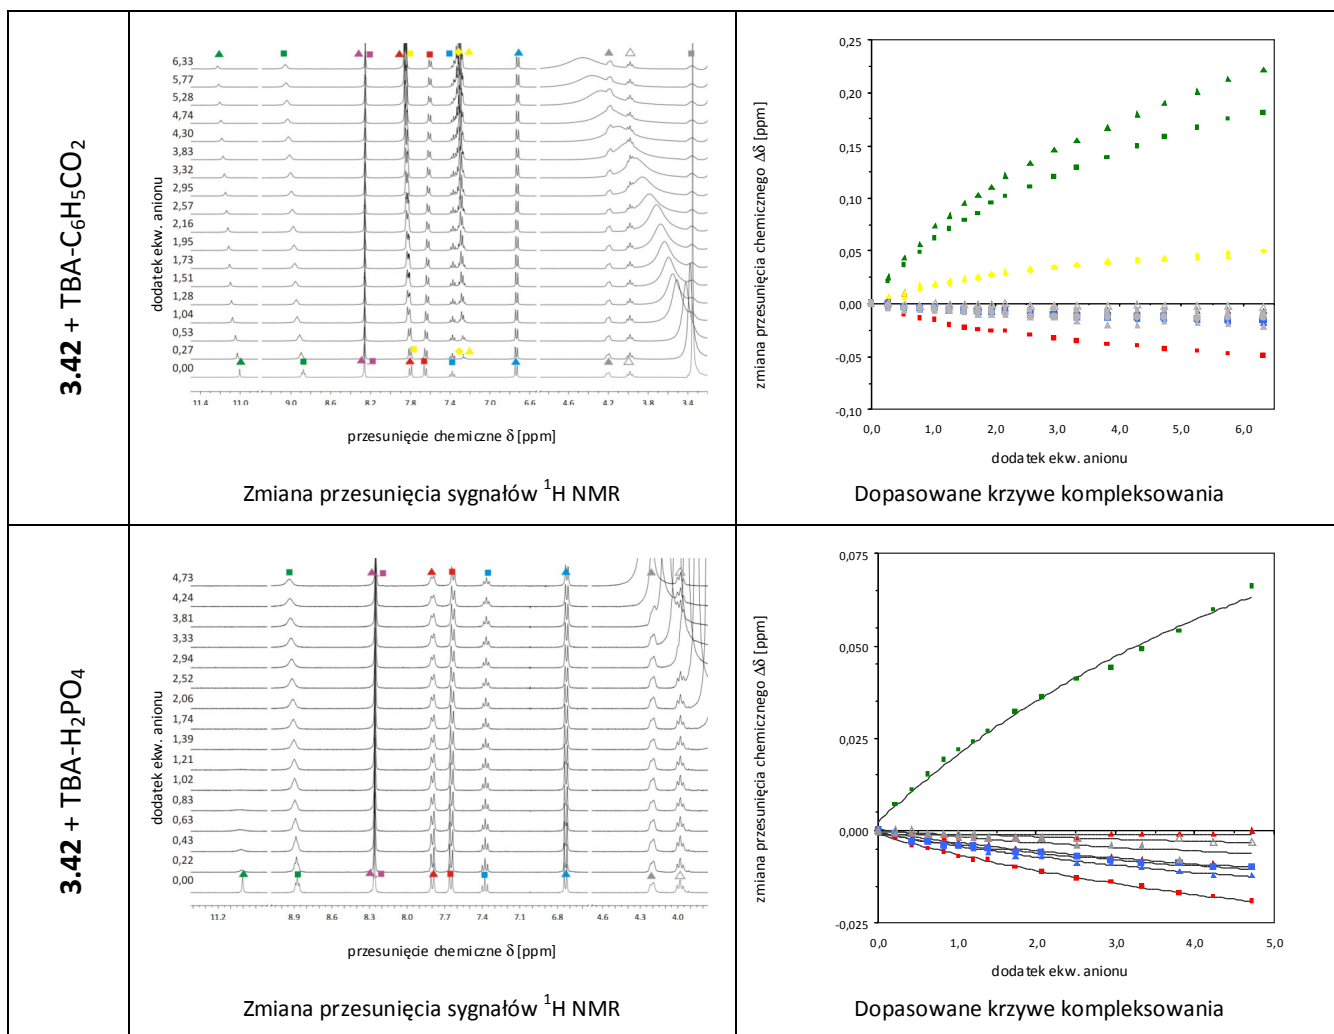 3.42 + TBA-C6H5CO2
dodatek ekw. anionu
6,33
5,77
5,28
4,74
4,30
3,83
3,32
2,95
2,57
2,16
1,95
1,73
1,51
1,28
1,04
0,53
0,27
0,00
11.4 11.0 9.0 8.6 8.2 7.8 7.4 7.0 4.6 4.2 3.8 3.4
przesunięcie chemiczne δ [ppm]
Zmiana przesunięcia sygnałów 1H NMR
zmiana przesunięcia chemicznego Δδ [ppm]
0,25
0,20
0,15
0,10
0,05
0,00
-0,05
-0,10
0,0 1,0 2,0 3,0 4,0 5,0 6,0
dodatek ekw. anionu
Dopasowane krzywe kompleksowania
3.42 + TBA-H2PO4
dodatek ekw. anionu
4,73
4,24
3,81
3,33
2,94
2,52
2,06
1,74
1,39
1,21
1,02
0,83
0,63
0,43
0,22
0,00
11.2 8.9 8.6 8.3 8.0 7.7 7.4 7.1 6.8 4.6 4.3 4.0
przesunięcie chemiczne δ [ppm]
Zmiana przesunięcia sygnałów 1H NMR
zmiana przesunięcia chemicznego Δδ [ppm]
0,075
0,050
0,025
0,000
-0,025
0,0 1,0 2,0 3,0 4,0 5,0
dodatek ekw. anionu
Dopasowane krzywe kompleksowania